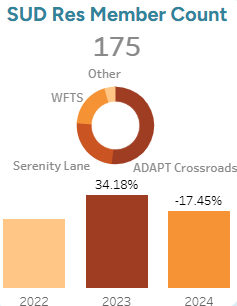 SUD Res Member Count
175
Other
WFTS
Serenity Lane
ADAPT Crossroads
34.18%
-17.45%
2022
2023
2024